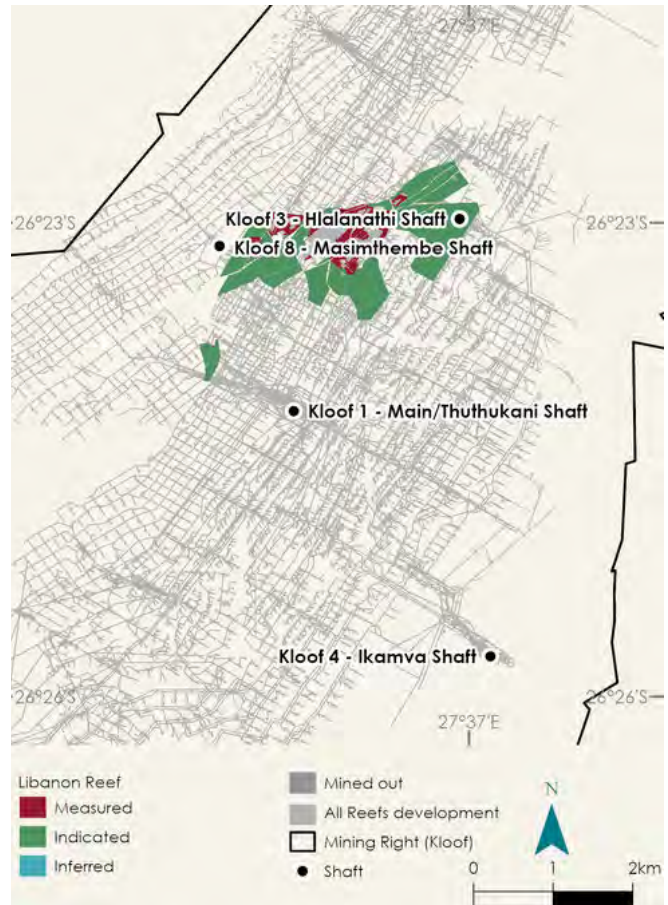 27°37'E
26°23'S
26°23'S
Kloof 3 - Hlalanathi Shaft
Kloof 8 - Masimthembe Shaft
Kloof 1 - Main/Thuthukani Shaft
Kloof 4 - Ikamva Shaft
26°26'S
26°26'S
27°37'E
Libanon Reef
Measured
Indicated
Inferred
Mined out
All Reefs development
Mining Right (Kloof)
Shaft
N
0 1 2km